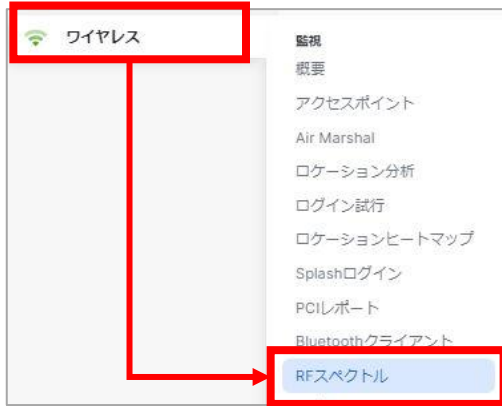 ワイヤレス
監視
概要
アクセスポイント
Air Marshal
ロケーション分析
ログイン試行
ロケーションヒートマップ
Splashログイン
PCIレポート
Bluetoothクライアント
RFスペクトル